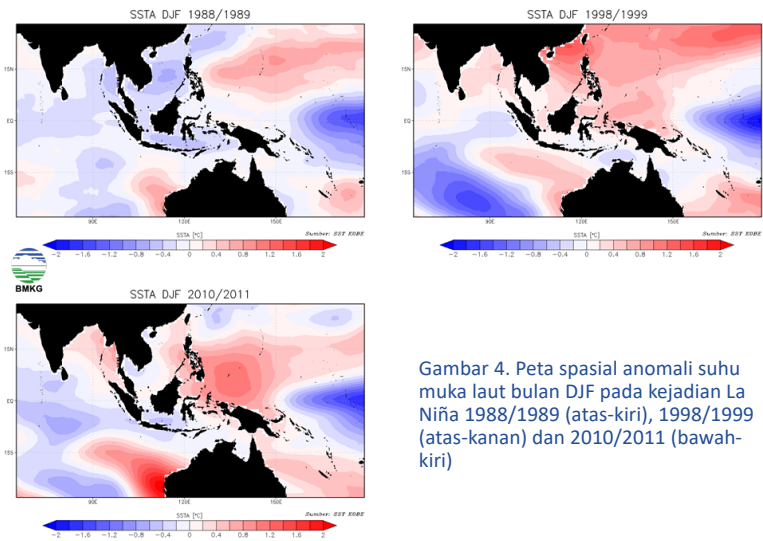 SSTA DJF 1988/1989
15N
EQ
15S
90E 120E 150E
SSTA [°C] Sumber: SST KOBE
-2 -1.6 -1.2 -0.8 -0.4 0 0.4 0.8 1.2 1.6 2
SSTA DJF 1998/1999
15N
EQ
15S
90E 120E 150E
SSTA [°C] Sumber: SST KOBE
-2 -1.6 -1.2 -0.8 -0.4 0 0.4 0.8 1.2 1.6 2
BMKG
SSTA DJF 2010/2011
15N
EQ
15S
90E 120E 150E
SSTA [°C] Sumber: SST KOBE
-2 -1.6 -1.2 -0.8 -0.4 0 0.4 0.8 1.2 1.6 2
Gambar 4. Peta spasial anomali suhu
muka laut bulan DJF pada kejadian La
Niña 1988/1989 (atas-kiri), 1998/1999
(atas-kanan) dan 2010/2011 (bawah-
kiri)